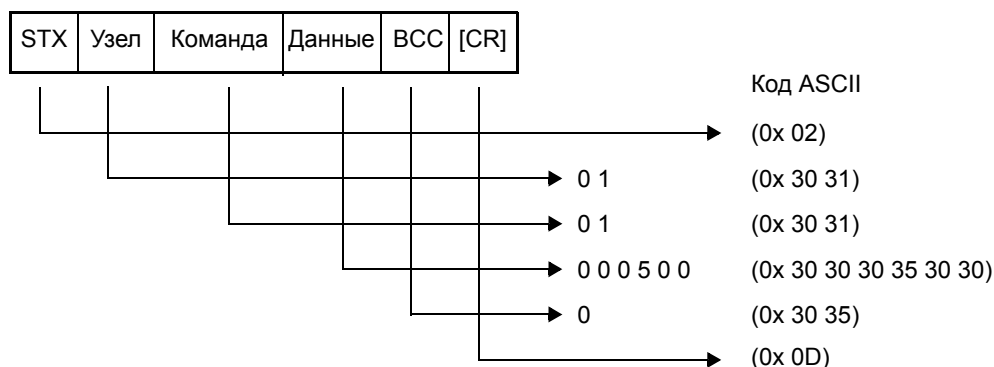 STX Узел Команда Данные BCC [CR]
Код ASCII
(0x 02)
0 1 (0x 30 31)
0 1 (0x 30 31)
0 0 0 5 0 0 (0x 30 30 30 35 30 30)
0 (0x 30 35)
(0x 0D)